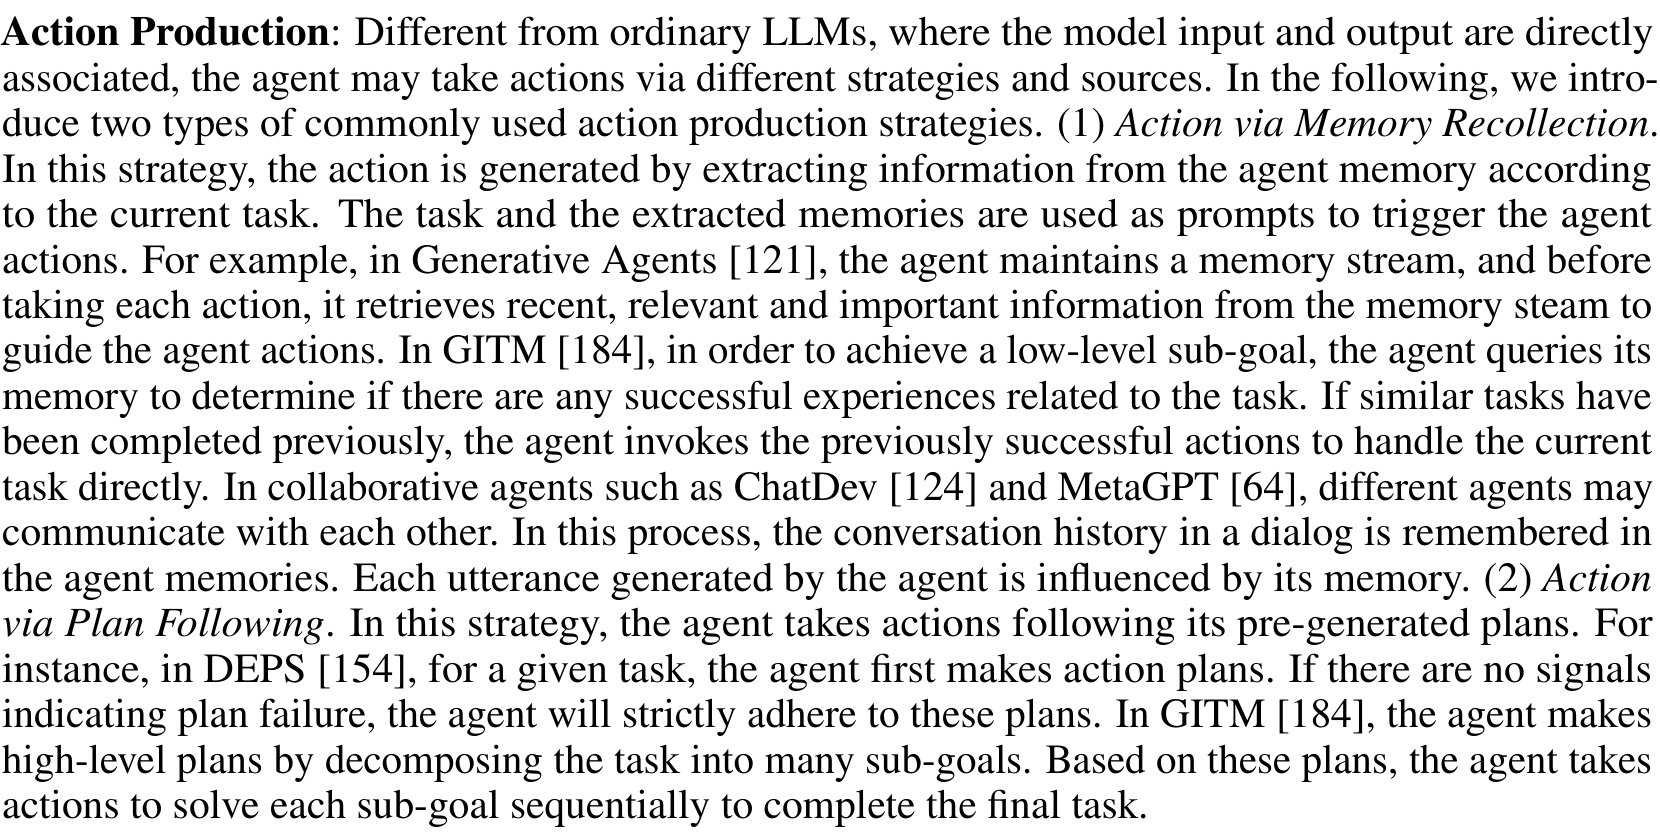 Action Production: Different from ordinary LLMs, where the model input and output are directly
associated, the agent may take actions via different strategies and sources. In the following, we intro-
duce two types of commonly used action production strategies. (1) Action via Memory Recollection.
In this strategy, the action is generated by extracting information from the agent memory according
to the current task. The task and the extracted memories are used as prompts to trigger the agent
actions. For example, in Generative Agents [121], the agent maintains a memory stream, and before
taking each action, it retrieves recent, relevant and important information from the memory steam to
guide the agent actions. In GITM [184], in order to achieve a low-level sub-goal, the agent queries its
memory to determine if there are any successful experiences related to the task. If similar tasks have
been completed previously, the agent invokes the previously successful actions to handle the current
task directly. In collaborative agents such as ChatDev [124] and MetaGPT [64], different agents may
communicate with each other. In this process, the conversation history in a dialog is remembered in
the agent memories. Each utterance generated by the agent is influenced by its memory. (2) Action
via Plan Following. In this strategy, the agent takes actions following its pre-generated plans. For
instance, in DEPS [154], for a given task, the agent first makes action plans. If there are no signals
indicating plan failure, the agent will strictly adhere to these plans. In GITM [184], the agent makes
high-level plans by decomposing the task into many sub-goals. Based on these plans, the agent takes
actions to solve each sub-goal sequentially to complete the final task.